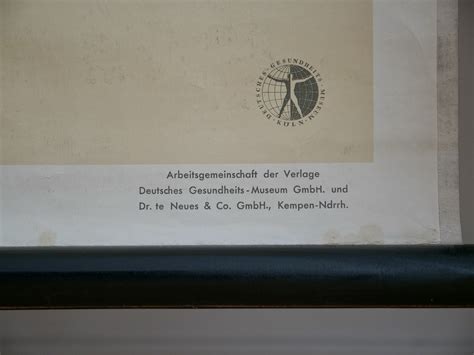 DEUTSCHES-GESUNDHEITS-MUSEUM-KÖLN
Arbeitsgemeinschaft der Verlage
Deutsches Gesundheits-Museum GmbH. und
Dr. te Neues & Co. GmbH., Kempen-Ndrrh.